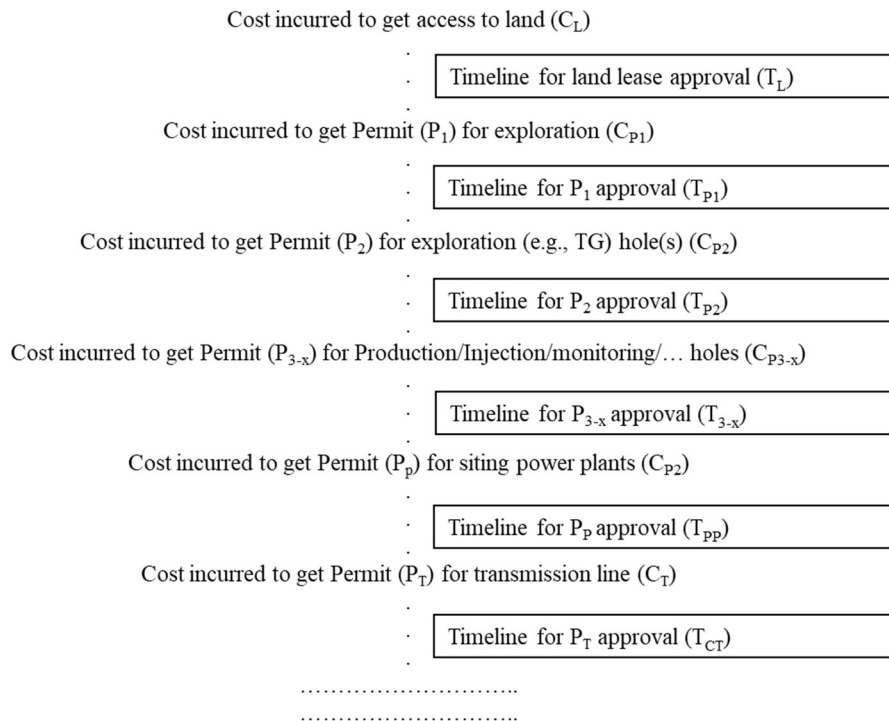 Cost incurred to get access to land (C_L)
Timeline for land lease approval (T_L)
Cost incurred to get Permit (P_1) for exploration (C_P1)
Timeline for P_1 approval (T_P1)
Cost incurred to get Permit (P_2) for exploration (e.g., TG) hole(s) (C_P2)
Timeline for P_2 approval (T_P2)
Cost incurred to get Permit (P_3-x) for Production/Injection/monitoring/… holes (C_P3-x)
Timeline for P_3-x approval (T_3-x)
Cost incurred to get Permit (P_p) for siting power plants (C_P2)
Timeline for P_P approval (T_PP)
Cost incurred to get Permit (P_T) for transmission line (C_T)
Timeline for P_T approval (T_CT)
………………………..
………………………..